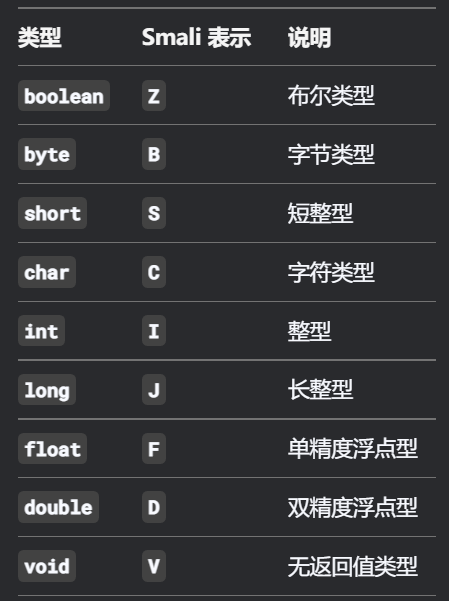 类型 Smali 表示 说明
boolean Z 布尔类型
byte B 字节类型
short S 短整型
char C 字符类型
int I 整型
long J 长整型
float F 单精度浮点型
double D 双精度浮点型
void V 无返回值类型